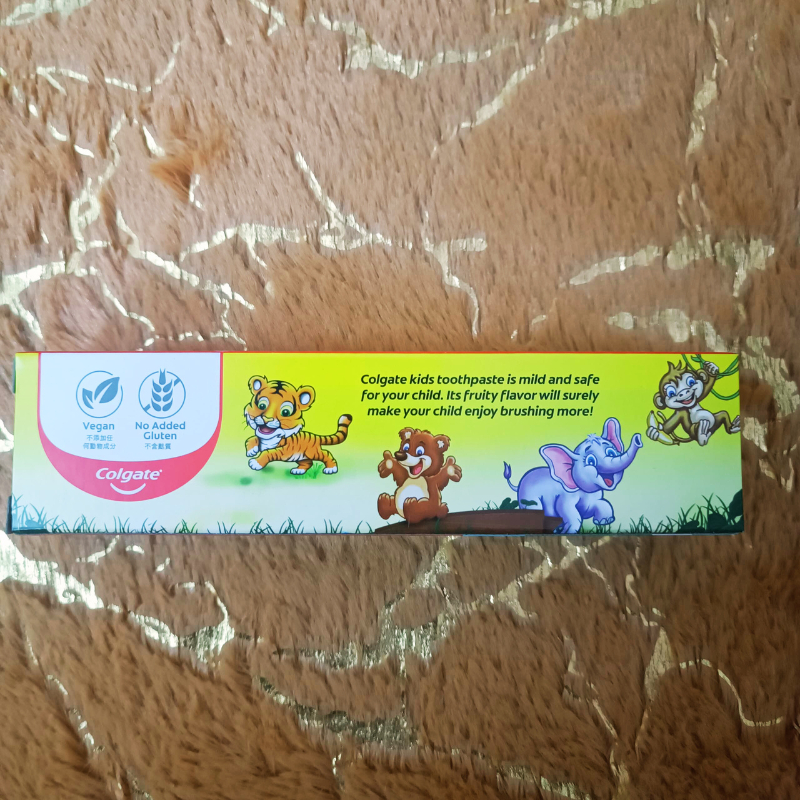 Vegan
不添加任
何動物成分
No Added
Gluten
不含麩質
Colgate
Colgate kids toothpaste is mild and safe
for your child. Its fruity flavor will surely
make your child enjoy brushing more!